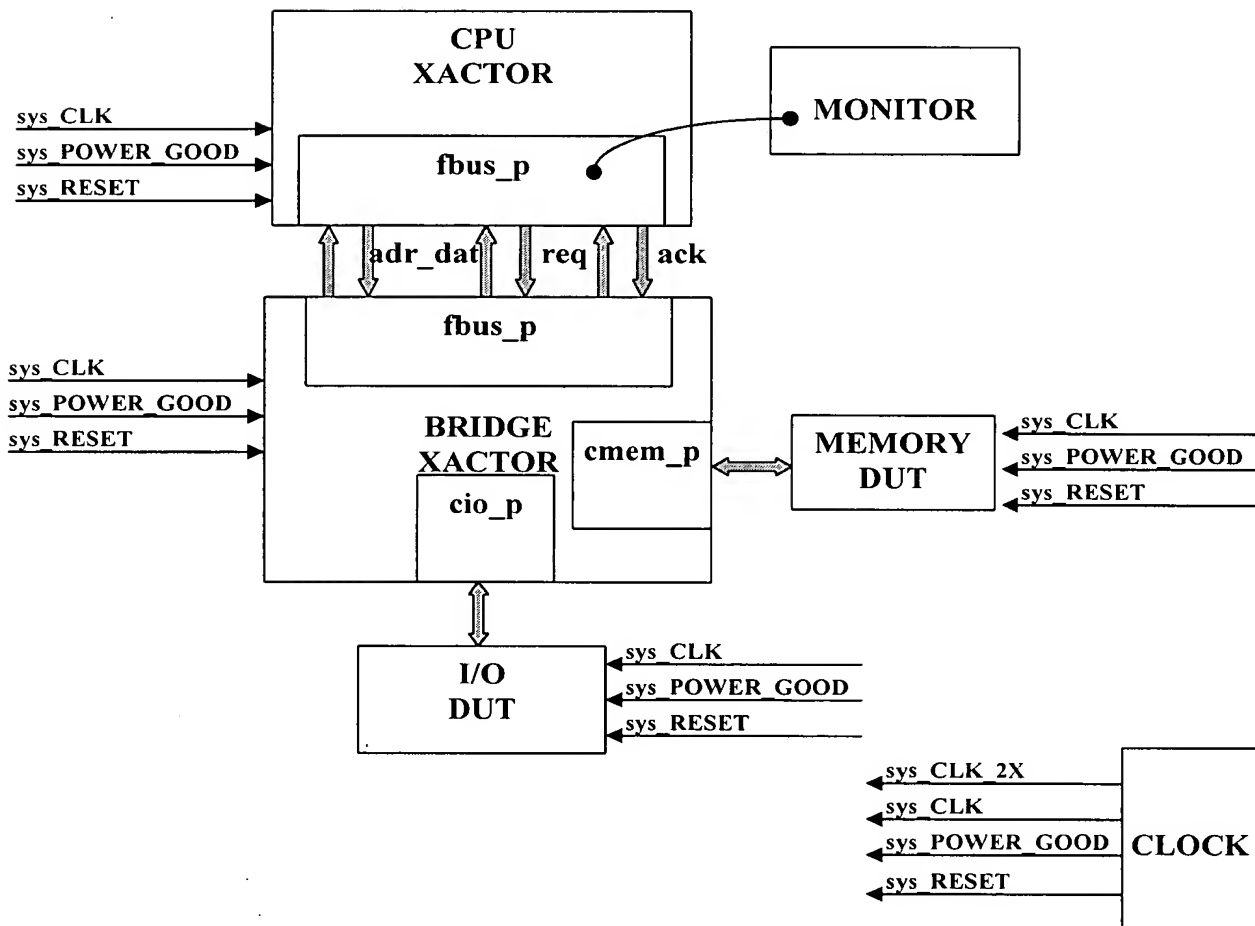 CPU
XACTOR
MONITOR
sys_CLK
sys_POWER_GOOD
sys_RESET
fbus_p
adr_dat
req
ack
fbus_p
sys_CLK
sys_POWER_GOOD
sys_RESET
BRIDGE
XACTOR
cmem_p
cio_p
MEMORY
DUT
sys_CLK
sys_POWER_GOOD
sys_RESET
I/O
DUT
sys_CLK
sys_POWER_GOOD
sys_RESET
sys_CLK_2X
sys_CLK
sys_POWER_GOOD
sys_RESET
CLOCK